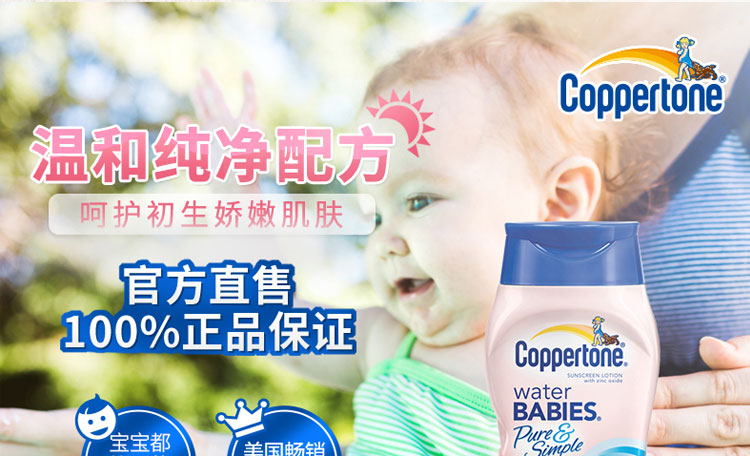 Coppertone®
温和纯净配方
呵护初生娇嫩肌肤
官方直售
100%正品保证
宝宝都
美国畅销
Coppertone®
SUNSCREEN LOTION
with zinc oxide
water
BABIES®
Pure &
Simple